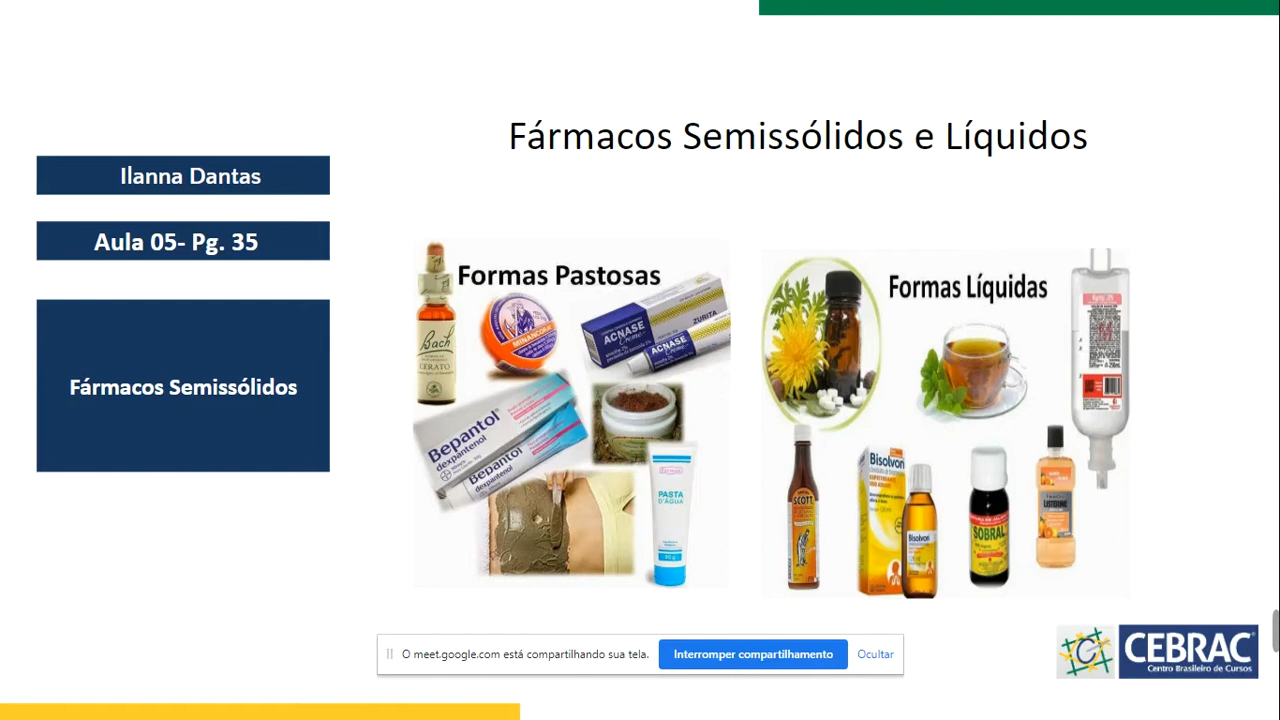 Fármacos Semissólidos e Líquidos
Ilanna Dantas
Aula 05- Pg. 35
Fármacos Semissólidos
Formas Pastosas
Bach
CERATO
MINANCORA
ACNASE
Creme
ZURITA
ACNASE
Creme
Bepantol
dexpantenol
Bepantol
dexpantenol
PASTA
D'ÁGUA
Formas Líquidas
SCOTT
Bisolvon
Bisolvon
SOBRAL
LISTERINE
O meet.google.com está compartilhando sua tela.
Interromper compartilhamento
Ocultar
CEBRAC
Centro Brasileiro de Cursos